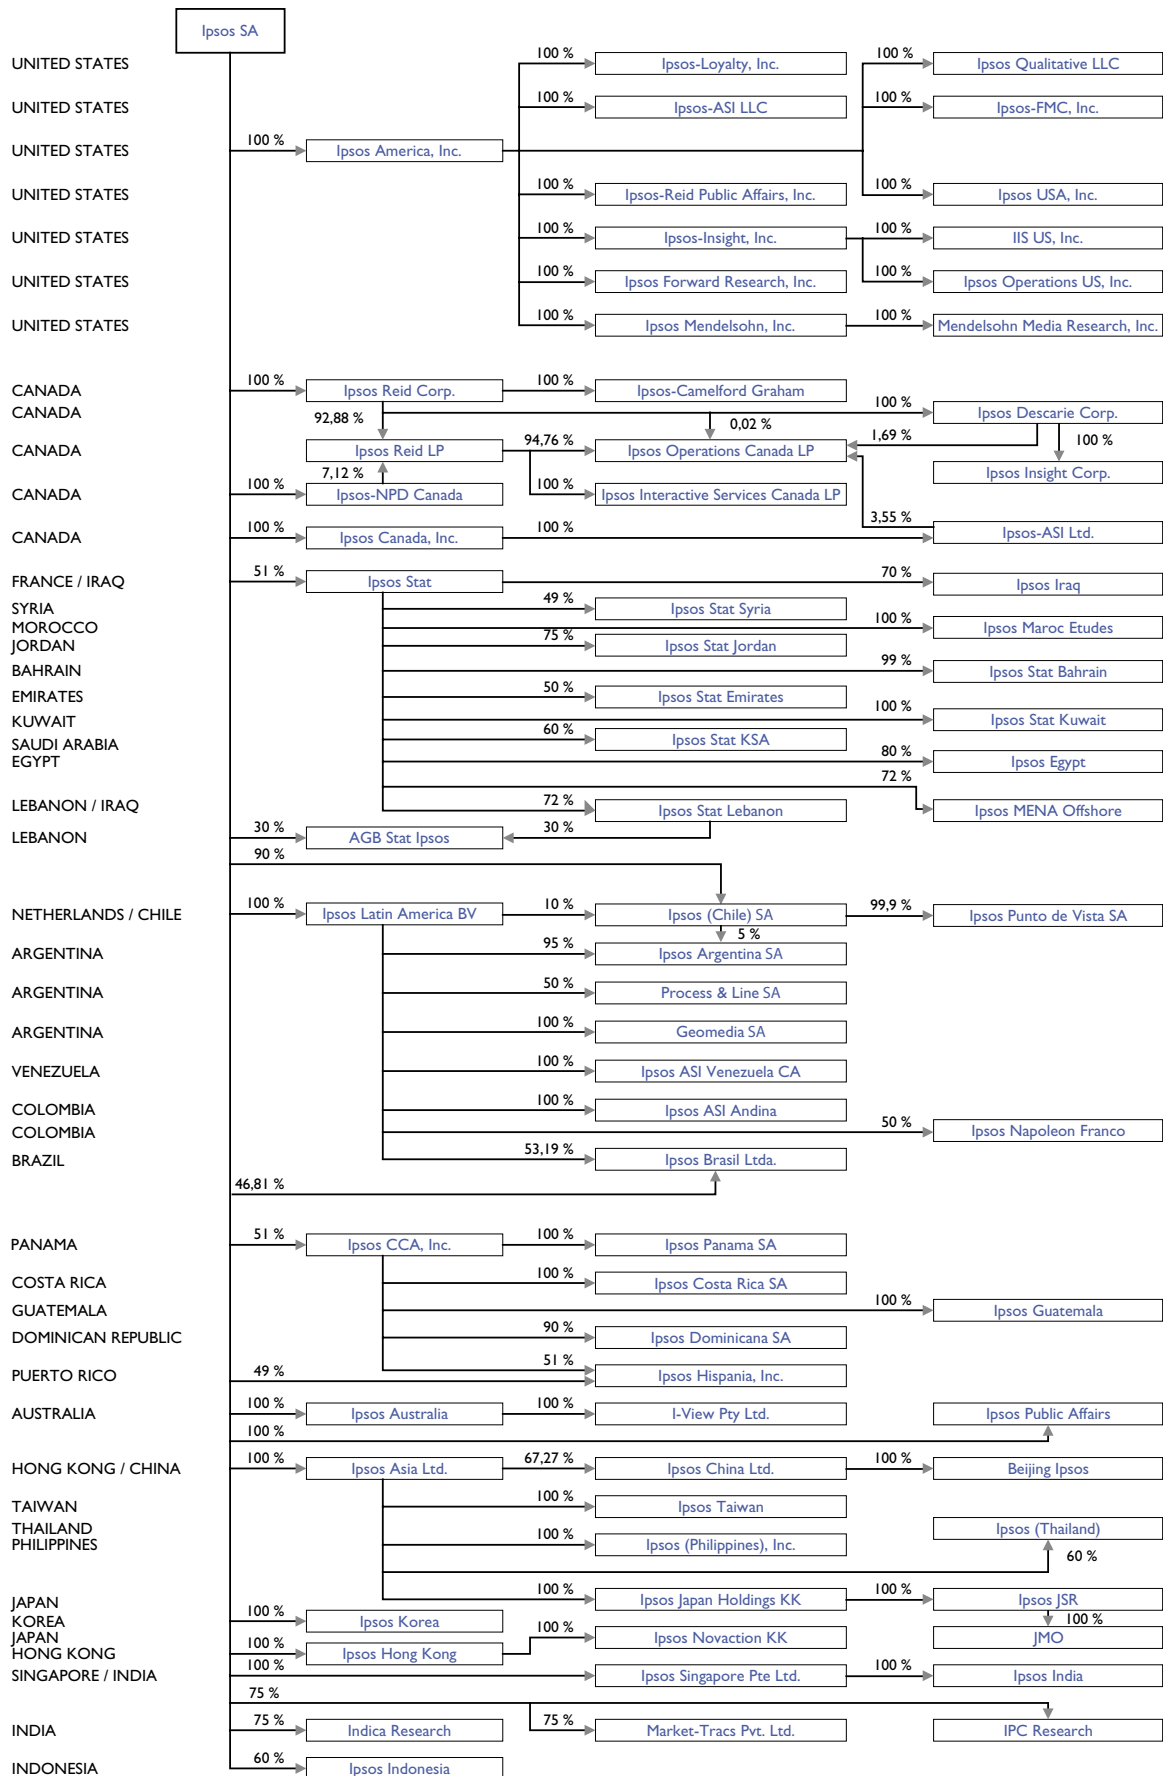 Ipsos SA
UNITED STATES 100 % Ipsos-Loyalty, Inc. 100 % Ipsos Qualitative LLC
UNITED STATES 100 % Ipsos-ASI LLC 100 % Ipsos-FMC, Inc.
UNITED STATES 100 % Ipsos America, Inc.
UNITED STATES 100 % Ipsos-Reid Public Affairs, Inc. 100 % Ipsos USA, Inc.
UNITED STATES 100 % Ipsos-Insight, Inc. 100 % IIS US, Inc.
UNITED STATES 100 % Ipsos Forward Research, Inc. 100 % Ipsos Operations US, Inc.
UNITED STATES 100 % Ipsos Mendelsohn, Inc. 100 % Mendelsohn Media Research, Inc.
CANADA 100 % Ipsos Reid Corp. 100 % Ipsos-Camelford Graham
CANADA 92,88 % 0,02 % 100 % Ipsos Descarie Corp.
CANADA Ipsos Reid LP 94,76 % Ipsos Operations Canada LP 1,69 % 100 %
7,12 % Ipsos Insight Corp.
CANADA 100 % Ipsos-NPD Canada 100 % Ipsos Interactive Services Canada LP
3,55 %
CANADA 100 % Ipsos Canada, Inc. 100 % Ipsos-ASI Ltd.
FRANCE / IRAQ 51 % Ipsos Stat 70 % Ipsos Iraq
SYRIA 49 % Ipsos Stat Syria
MOROCCO 100 % Ipsos Maroc Etudes
JORDAN 75 % Ipsos Stat Jordan
BAHRAIN 99 % Ipsos Stat Bahrain
EMIRATES 50 % Ipsos Stat Emirates
KUWAIT 100 % Ipsos Stat Kuwait
SAUDI ARABIA 60 % Ipsos Stat KSA
EGYPT 80 % Ipsos Egypt
72 %
LEBANON / IRAQ 72 % Ipsos Stat Lebanon Ipsos MENA Offshore
LEBANON 30 % AGB Stat Ipsos 30 %
90 %
NETHERLANDS / CHILE 100 % Ipsos Latin America BV 10 % Ipsos (Chile) SA 99,9 % Ipsos Punto de Vista SA
5 %
ARGENTINA 95 % Ipsos Argentina SA
ARGENTINA 50 % Process & Line SA
ARGENTINA 100 % Geomedia SA
VENEZUELA 100 % Ipsos ASI Venezuela CA
COLOMBIA 100 % Ipsos ASI Andina
COLOMBIA 50 % Ipsos Napoleon Franco
BRAZIL 53,19 % Ipsos Brasil Ltda.
46,81 %
PANAMA 51 % Ipsos CCA, Inc. 100 % Ipsos Panama SA
COSTA RICA 100 % Ipsos Costa Rica SA
GUATEMALA 100 % Ipsos Guatemala
DOMINICAN REPUBLIC 90 % Ipsos Dominicana SA
51 %
PUERTO RICO 49 % Ipsos Hispania, Inc.
AUSTRALIA 100 % Ipsos Australia 100 % I-View Pty Ltd. Ipsos Public Affairs
100 %
HONG KONG / CHINA 100 % Ipsos Asia Ltd. 67,27 % Ipsos China Ltd. 100 % Beijing Ipsos
TAIWAN 100 % Ipsos Taiwan
THAILAND Ipsos (Thailand)
PHILIPPINES 100 % Ipsos (Philippines), Inc.
60 %
JAPAN 100 % Ipsos Japan Holdings KK 100 % Ipsos JSR
KOREA 100 % Ipsos Korea 100 %
JAPAN 100 % Ipsos Novaction KK JMO
HONG KONG 100 % Ipsos Hong Kong
SINGAPORE / INDIA 100 % Ipsos Singapore Pte Ltd. 100 % Ipsos India
75 %
INDIA 75 % Indica Research 75 % Market-Tracs Pvt. Ltd. IPC Research
INDONESIA 60 % Ipsos Indonesia